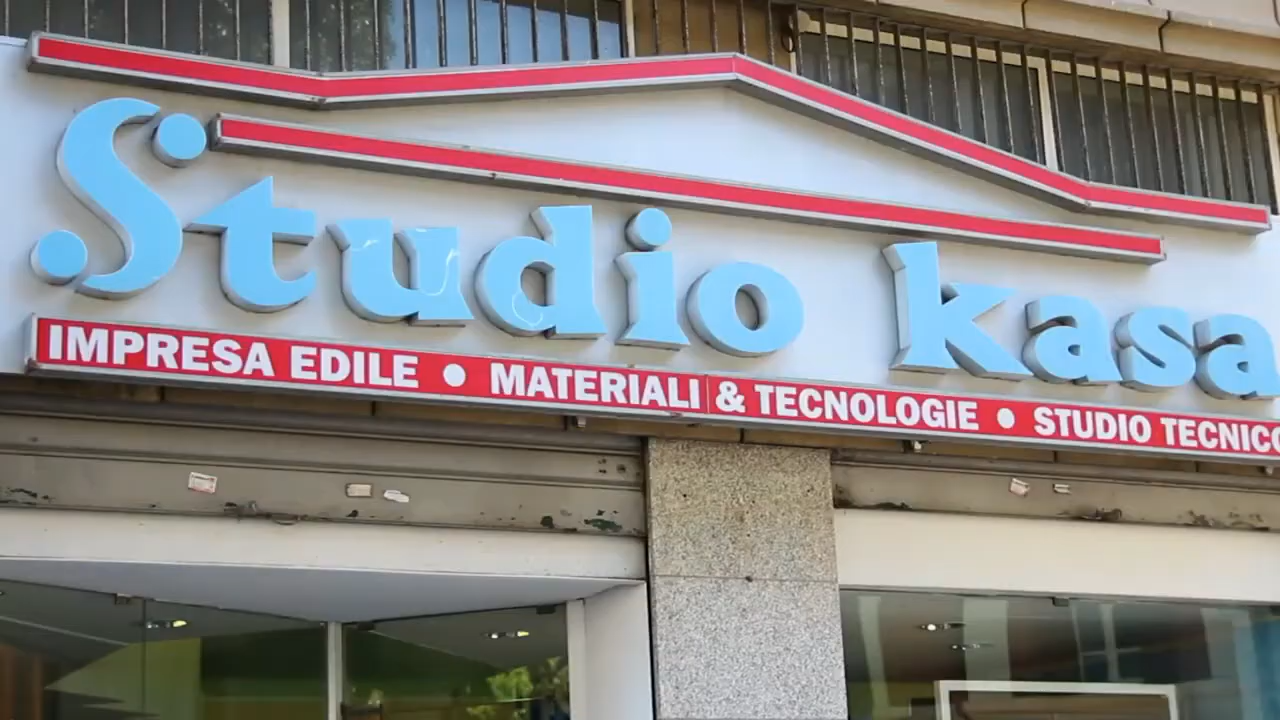 Studio kasa
IMPRESA EDILE • MATERIALI & TECNOLOGIE • STUDIO TECNICO